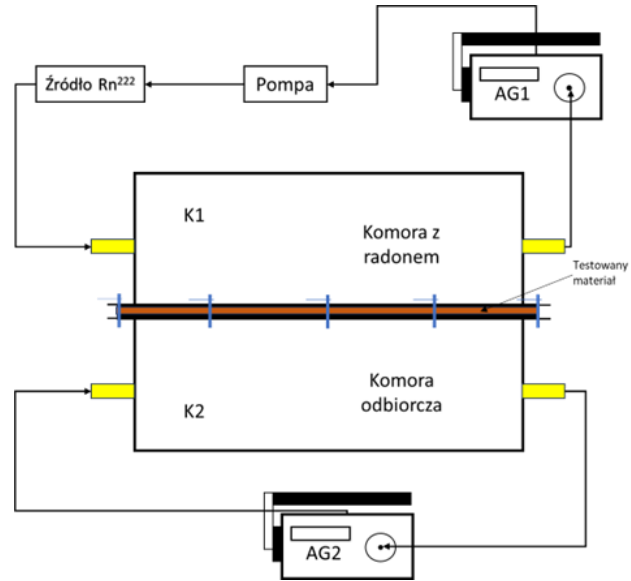 Źródło Rn²²²
Pompa
AG1
K1
Komora z
radonem
Testowany
materiał
Komora
odbiorcza
K2
AG2